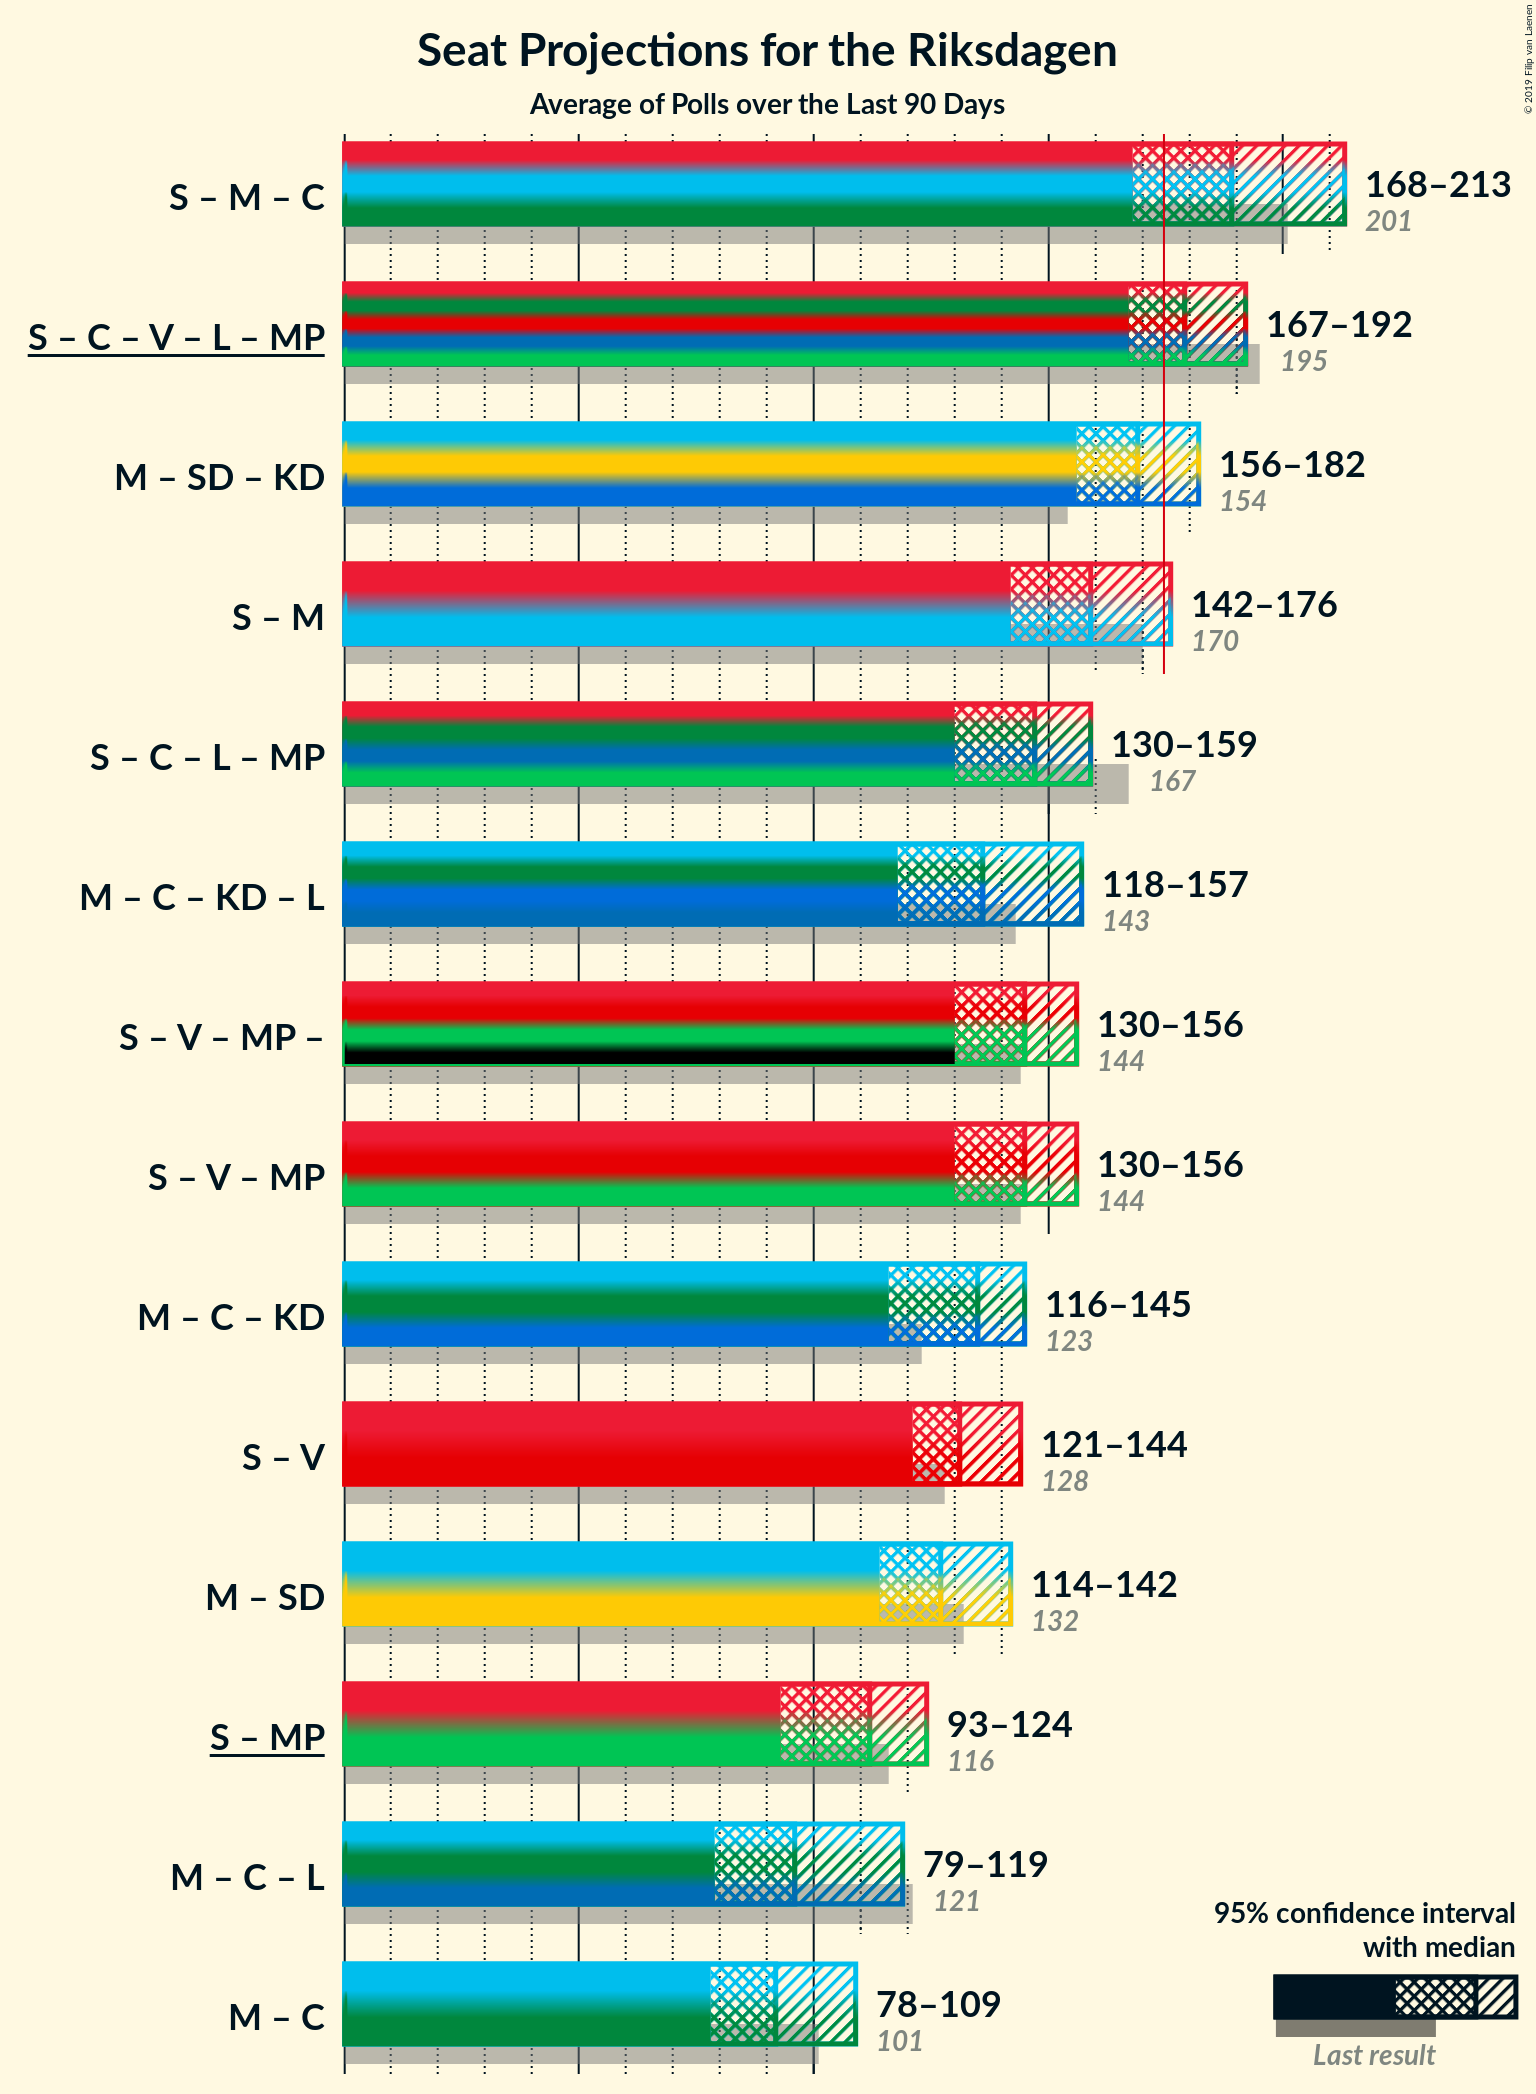 © 2019 Filip van Laenen
Seat Projections for the Riksdagen
Average of Polls over the Last 90 Days
S – M – C
168–213
201
S – C – V – L – MP
167–192
195
M – SD – KD
156–182
154
S – M
142–176
170
S – C – L – MP
130–159
167
M – C – KD – L
118–157
143
S – V – MP –
130–156
144
S – V – MP
130–156
144
M – C – KD
116–145
123
S – V
121–144
128
M – SD
114–142
132
S – MP
93–124
116
M – C – L
79–119
121
M – C
78–109
101
95% confidence interval
with median
Last result